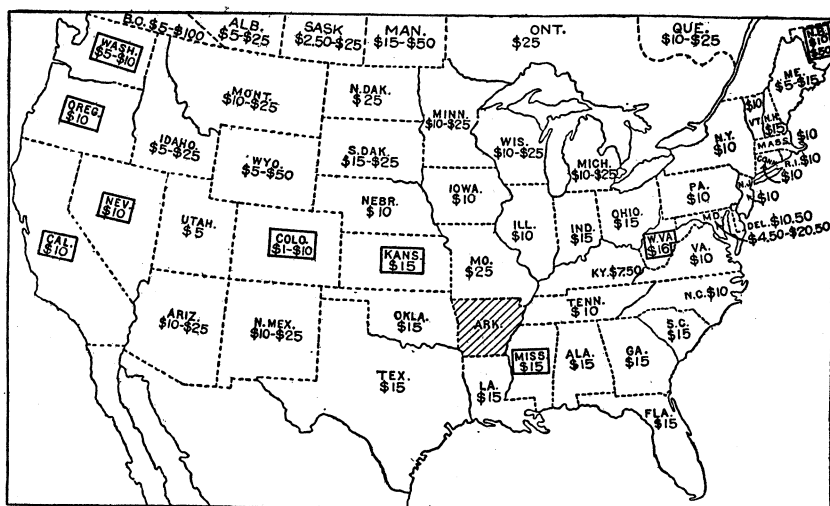 B.C. $5-$100
ALB.
$5-$25
SASK
$2.50-$25
MAN.
$15-$50
ONT.
$25
QUE.
$10-$25
WASH.
$5-$10
OREG.
$10
CAL.
$10
NEV.
$10
IDAHO.
$5-$25
MONT.
$10-$25
WYO.
$5-$50
UTAH.
$5
COLO.
$1-$10
ARIZ.
$10-$25
N.MEX.
$10-$25
N.DAK.
$25
S.DAK.
$15-$25
NEBR.
$10
KANS.
$15
OKLA.
$15
TEX.
$15
MINN.
$10-$25
IOWA.
$10
MO.
$25
ARK.
LA.
$15
WIS.
$10-$25
ILL.
$10
MICH.
$10-$25
IND.
$15
OHIO.
$15
KY.$7.50
TENN.
$10
MISS.
$15
ALA.
$15
GA.
$15
FLA.
$15
S.C.
$15
N.C.$10
VA.
$10
W.VA.
$16
MD.
DEL.$10.50
$4.50-$20.50
PA.
$10
N.J.
$10
N.Y.
$10
CONN.
$10
R.I.$10
MASS.
$10
VT.
$10
N.H.
$15
ME.
$5-$15
$10
$50